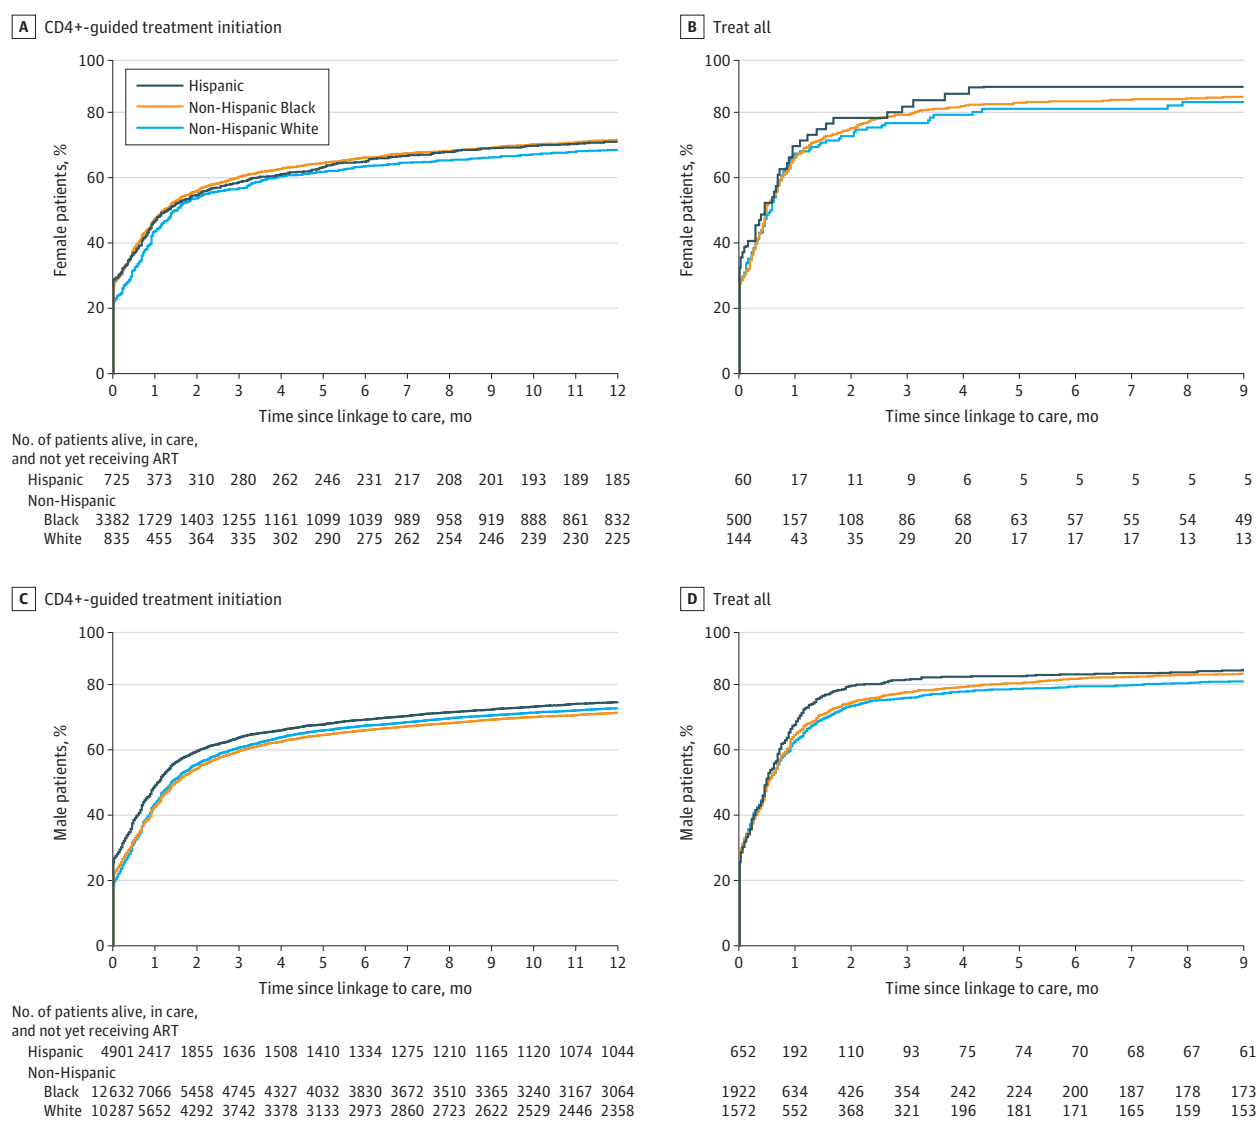 A CD4+-guided treatment initiation
100
80
60
40
20
0
Female patients, %
Hispanic
Non-Hispanic Black
Non-Hispanic White
0 1 2 3 4 5 6 7 8 9 10 11 12
Time since linkage to care, mo
No. of patients alive, in care,
and not yet receiving ART
Hispanic 725 373 310 280 262 246 231 217 208 201 193 189 185
Non-Hispanic
Black 3382 1729 1403 1255 1161 1099 1039 989 958 919 888 861 832
White 835 455 364 335 302 290 275 262 254 246 239 230 225
B Treat all
100
80
60
40
20
0
Female patients, %
0 1 2 3 4 5 6 7 8 9
Time since linkage to care, mo
60 17 11 9 6 5 5 5 5 5
500 157 108 86 68 63 57 55 54 49
144 43 35 29 20 17 17 17 13 13
C CD4+-guided treatment initiation
100
80
60
40
20
0
Male patients, %
0 1 2 3 4 5 6 7 8 9 10 11 12
Time since linkage to care, mo
No. of patients alive, in care,
and not yet receiving ART
Hispanic 4901 2417 1855 1636 1508 1410 1334 1275 1210 1165 1120 1074 1044
Non-Hispanic
Black 12632 7066 5458 4745 4327 4032 3830 3672 3510 3365 3240 3167 3064
White 10287 5652 4292 3742 3378 3133 2973 2860 2723 2622 2529 2446 2358
D Treat all
100
80
60
40
20
0
Male patients, %
0 1 2 3 4 5 6 7 8 9
Time since linkage to care, mo
652 192 110 93 75 74 70 68 67 61
1922 634 426 354 242 224 200 187 178 173
1572 552 368 321 196 181 171 165 159 153